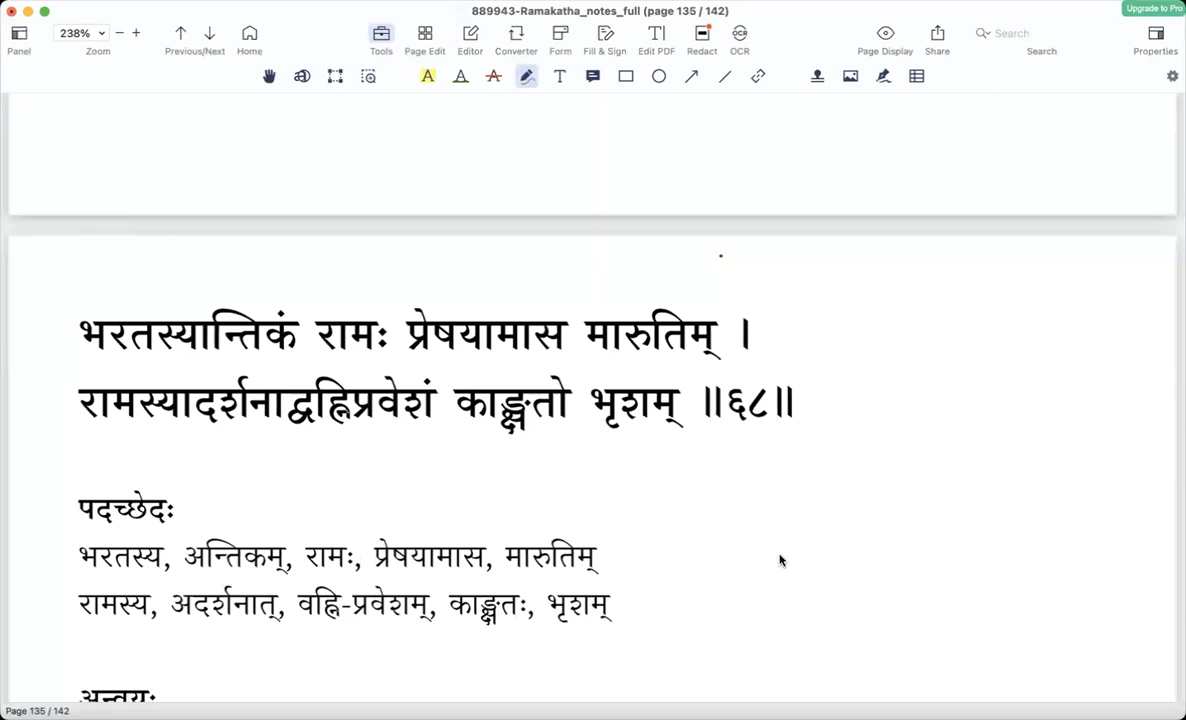 889943-Ramakatha_notes_full (page 135 / 142)
Upgrade to Pro
238%
Search
Panel Zoom Previous/Next Home Tools Page Edit Editor Converter Form Fill & Sign Edit PDF Redact OCR Page Display Share Search Properties
भरतस्यान्तिकं रामः प्रेषयामास मारुतिम् ।
रामस्यादर्शनाद्वह्निप्रवेशं काङ्क्षतो भृशम् ॥६८॥
पदच्छेदः
भरतस्य, अन्तिकम्, रामः, प्रेषयामास, मारुतिम्
रामस्य, अदर्शनात्, वह्नि-प्रवेशम्, काङ्क्षतः, भृशम्
अन्वयः
Page 135 / 142